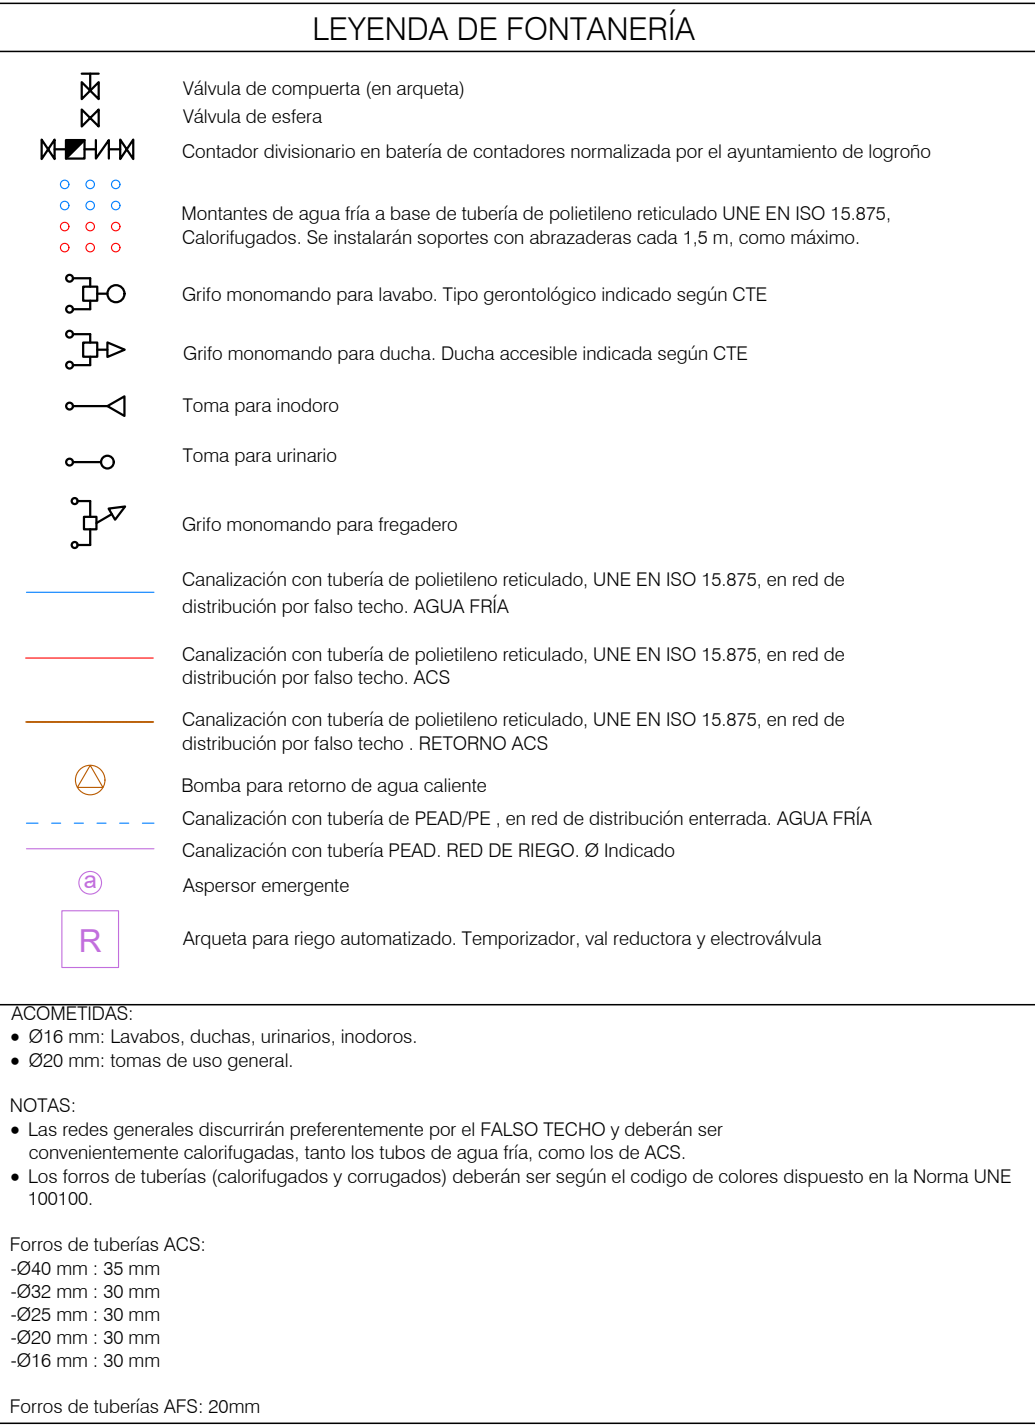 LEYENDA DE FONTANERÍA
Válvula de compuerta (en arqueta)
Válvula de esfera
Contador divisionario en batería de contadores normalizada por el ayuntamiento de logroño
Montantes de agua fría a base de tubería de polietileno reticulado UNE EN ISO 15.875,
Calorifugados. Se instalarán soportes con abrazaderas cada 1,5 m, como máximo.
Grifo monomando para lavabo. Tipo gerontológico indicado según CTE
Grifo monomando para ducha. Ducha accesible indicada según CTE
Toma para inodoro
Toma para urinario
Grifo monomando para fregadero
Canalización con tubería de polietileno reticulado, UNE EN ISO 15.875, en red de
distribución por falso techo. AGUA FRÍA
Canalización con tubería de polietileno reticulado, UNE EN ISO 15.875, en red de
distribución por falso techo. ACS
Canalización con tubería de polietileno reticulado, UNE EN ISO 15.875, en red de
distribución por falso techo . RETORNO ACS
Bomba para retorno de agua caliente
Canalización con tubería de PEAD/PE , en red de distribución enterrada. AGUA FRÍA
Canalización con tubería PEAD. RED DE RIEGO. Ø Indicado
a Aspersor emergente
R Arqueta para riego automatizado. Temporizador, val reductora y electroválvula
ACOMETIDAS:
• Ø16 mm: Lavabos, duchas, urinarios, inodoros.
• Ø20 mm: tomas de uso general.
NOTAS:
• Las redes generales discurrirán preferentemente por el FALSO TECHO y deberán ser
convenientemente calorifugadas, tanto los tubos de agua fría, como los de ACS.
• Los forros de tuberías (calorifugados y corrugados) deberán ser según el codigo de colores dispuesto en la Norma UNE
100100.
Forros de tuberías ACS:
-Ø40 mm : 35 mm
-Ø32 mm : 30 mm
-Ø25 mm : 30 mm
-Ø20 mm : 30 mm
-Ø16 mm : 30 mm
Forros de tuberías AFS: 20mm